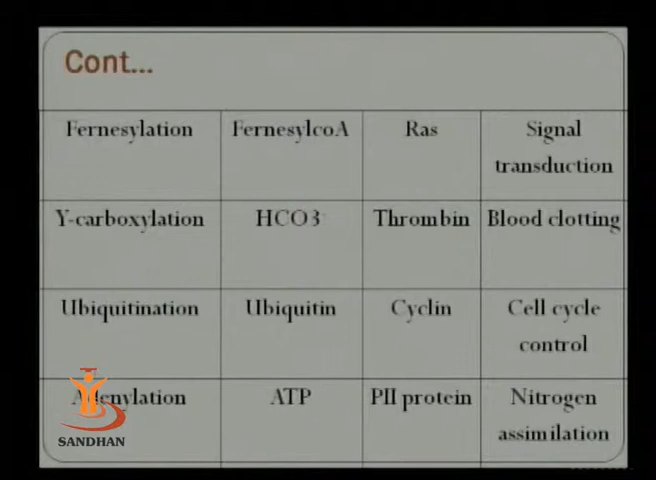 Cont...
Fernesylation FernesylcoA Ras Signal transduction
Y-carboxylation HCO3 Thrombin Blood clotting
Ubiquitination Ubiquitin Cyclin Cell cycle control
Adenylation ATP PII protein Nitrogen assimilation
SANDHAN